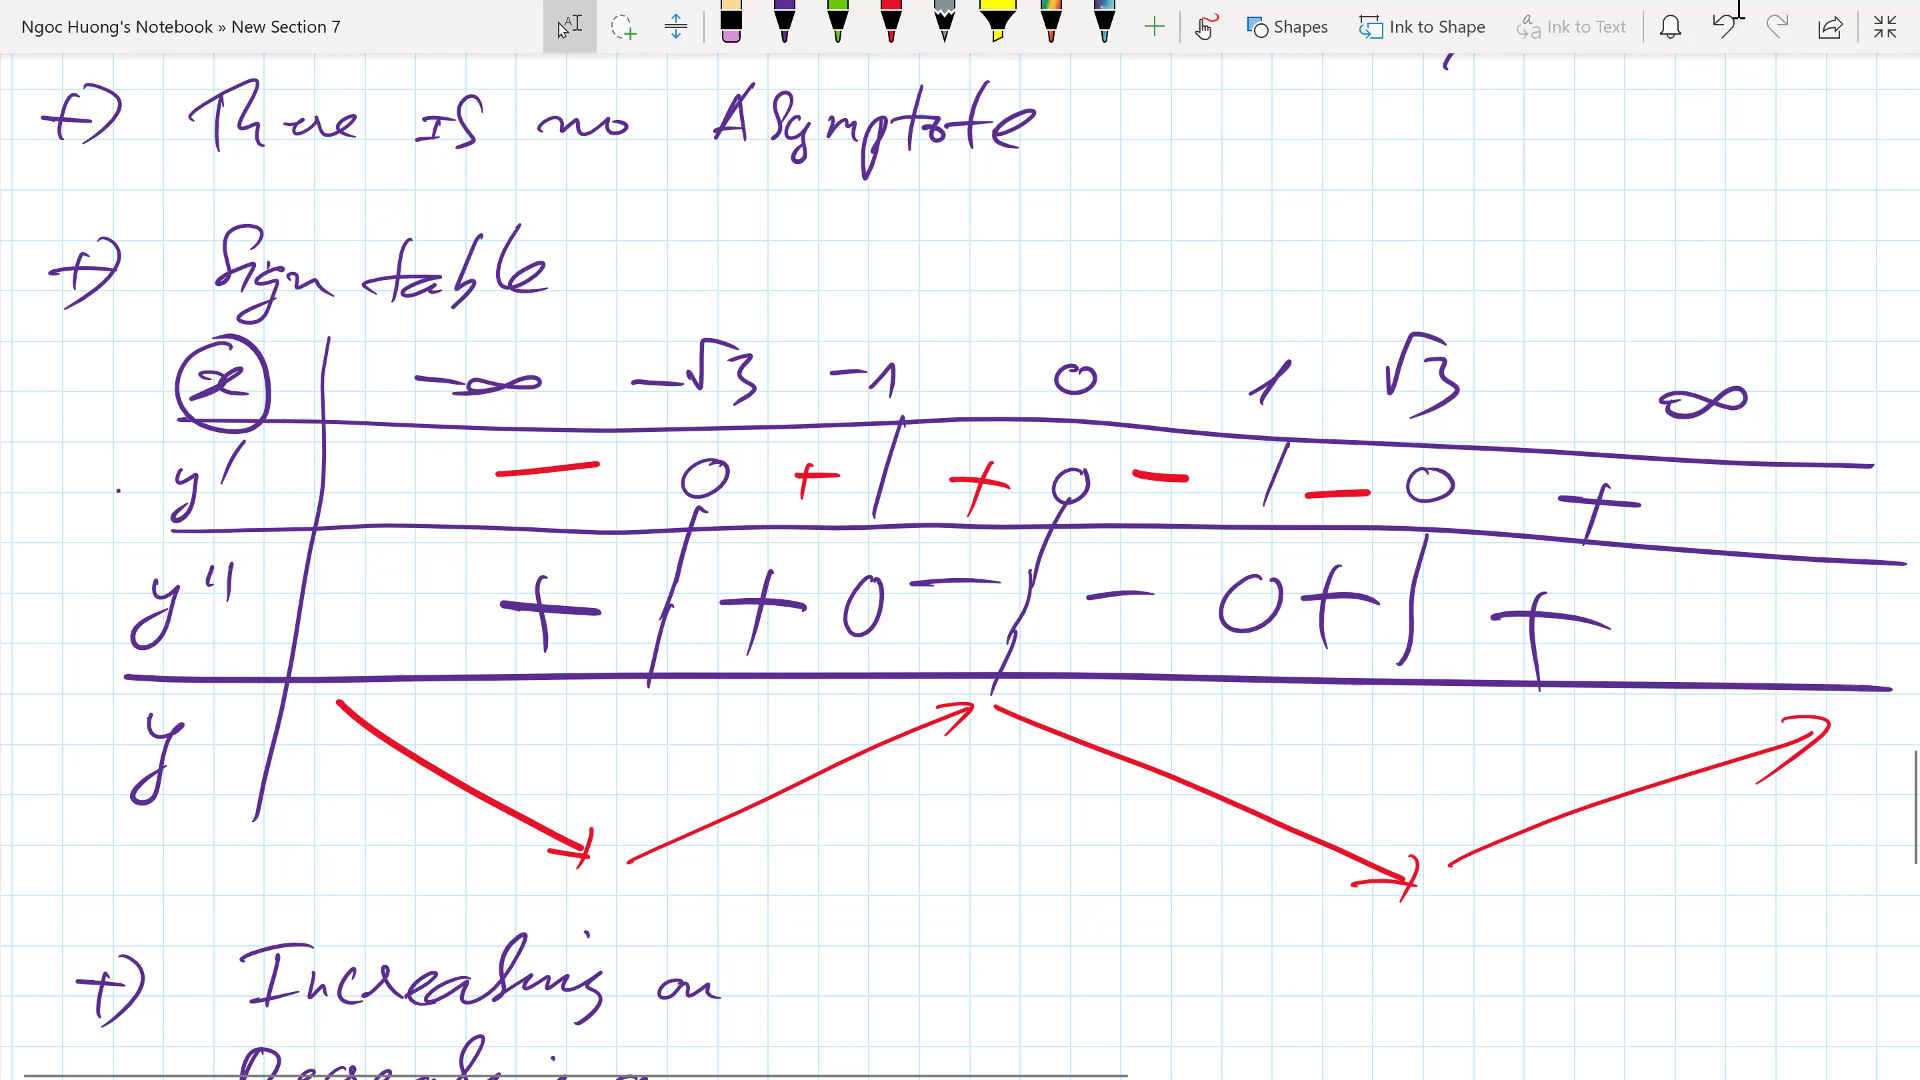 Ngoc Huong's Notebook » New Section 7
Shapes
Ink to Shape
Ink to Text
+) There is no Asymptote
+) Sign table
x -∞ -√3 -1 0 1 √3 ∞
y' — 0 + | + 0 — | — 0 +
y" + | + 0 — | — 0 + | +
y
+) Increasing on